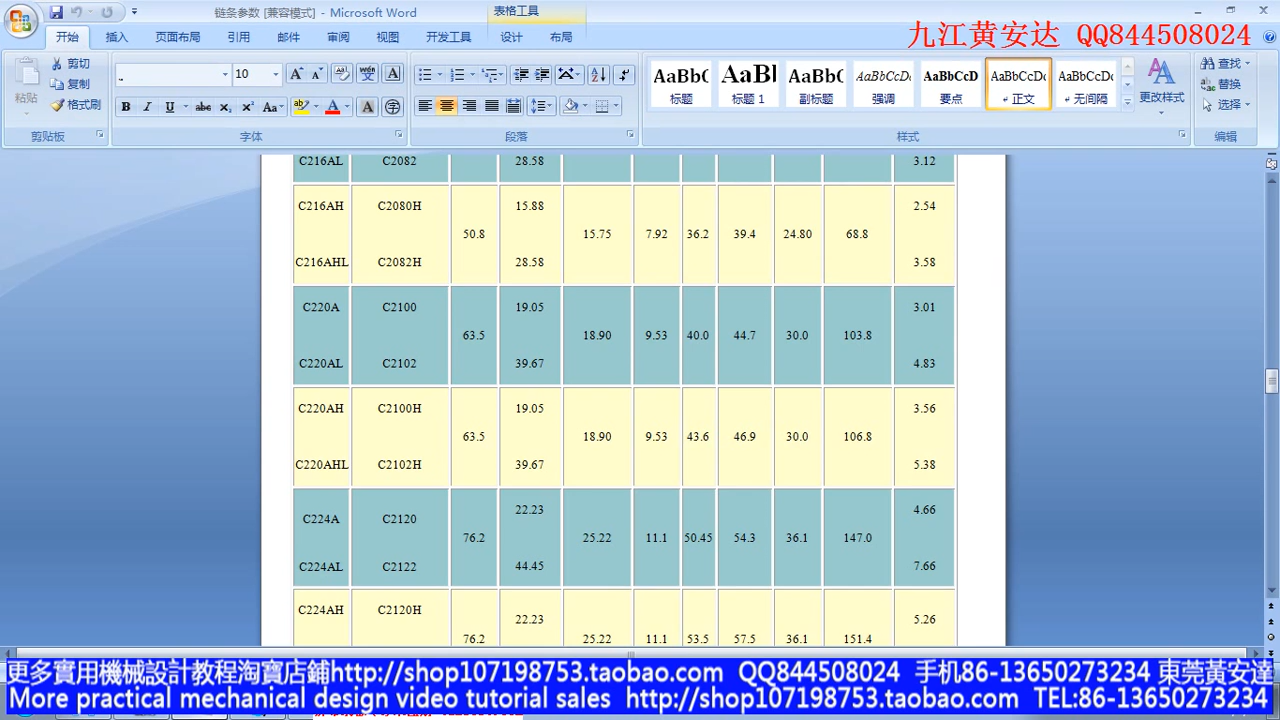 链条参数 [兼容模式] - Microsoft Word
表格工具
九江黄安达 QQ844508024
开始 插入 页面布局 引用 邮件 审阅 视图 开发工具 设计 布局
粘贴 剪切
复制
格式刷
10
B I U abc x₂ x² Aa
标题 标题 1 副标题 强调 要点 正文 无间隔
更改样式
查找
替换
选择
剪贴板 字体 段落 样式 编辑
C216AL C2082 28.58 3.12
C216AH C2080H 15.88 2.54
50.8 15.75 7.92 36.2 39.4 24.80 68.8
C216AHL C2082H 28.58 3.58
C220A C2100 19.05 3.01
63.5 18.90 9.53 40.0 44.7 30.0 103.8
C220AL C2102 39.67 4.83
C220AH C2100H 19.05 3.56
63.5 18.90 9.53 43.6 46.9 30.0 106.8
C220AHL C2102H 39.67 5.38
C224A C2120 22.23 4.66
76.2 25.22 11.1 50.45 54.3 36.1 147.0
C224AL C2122 44.45 7.66
C224AH C2120H 22.23 5.26
76.2 25.22 11.1 53.5 57.5 36.1 151.4
更多實用機械設計教程淘寶店鋪http://shop107198753.taobao.com QQ844508024 手机86-13650273234 東莞黃安達
More practical mechanical design video tutorial sales http://shop107198753.taobao.com TEL:86-13650273234